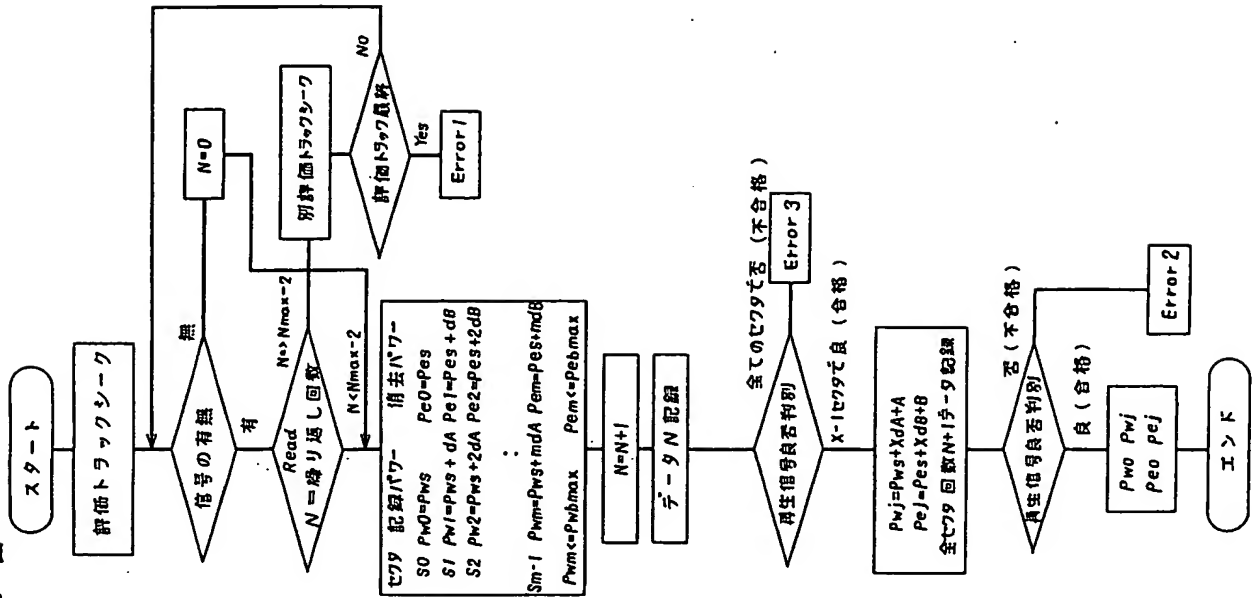 スタート
評価トラックシーク
信号の有無
無
N=0
有
Read
N=繰り返し回数
N=>Nmax-2
別評価トラックシーク
評価トラック最終
No
Yes
Error1
N<Nmax-2
セクタ 記録パワー 消去パワー
S0 Pw0=Pws Pe0=Pes
S1 Pw1=Pws+dA Pe1=Pes+dB
S2 Pw2=Pws+2dA Pe2=Pes+2dB
Sm-1 Pwm=Pws+mdA Pem=Pes+mdB
Pwm<=Pwbmax Pem<=Pebmax
N=N+1
データN記録
再生信号良否判別
全てのセクタで否(不合格)
Error3
X-1セクタで良(合格)
Pwj=Pws+XdA+A
Pej=Pes+XdB+B
全セクタ回数N+1データ記録
再生信号良否判別
否(不合格)
Error2
良(合格)
Pwo Pwj
Peo Pej
エンド